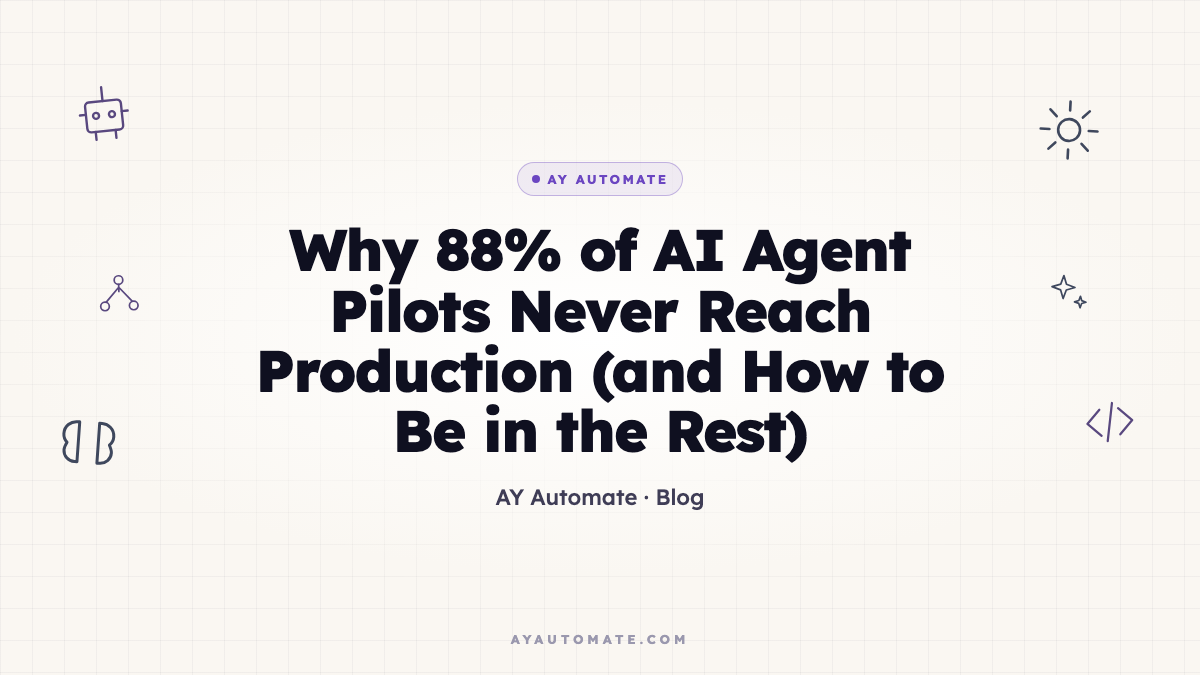 AY AUTOMATE
Why 88% of AI Agent
Pilots Never Reach
Production (and How to
Be in the Rest)
AY Automate · Blog
AYAUTOMATE.COM